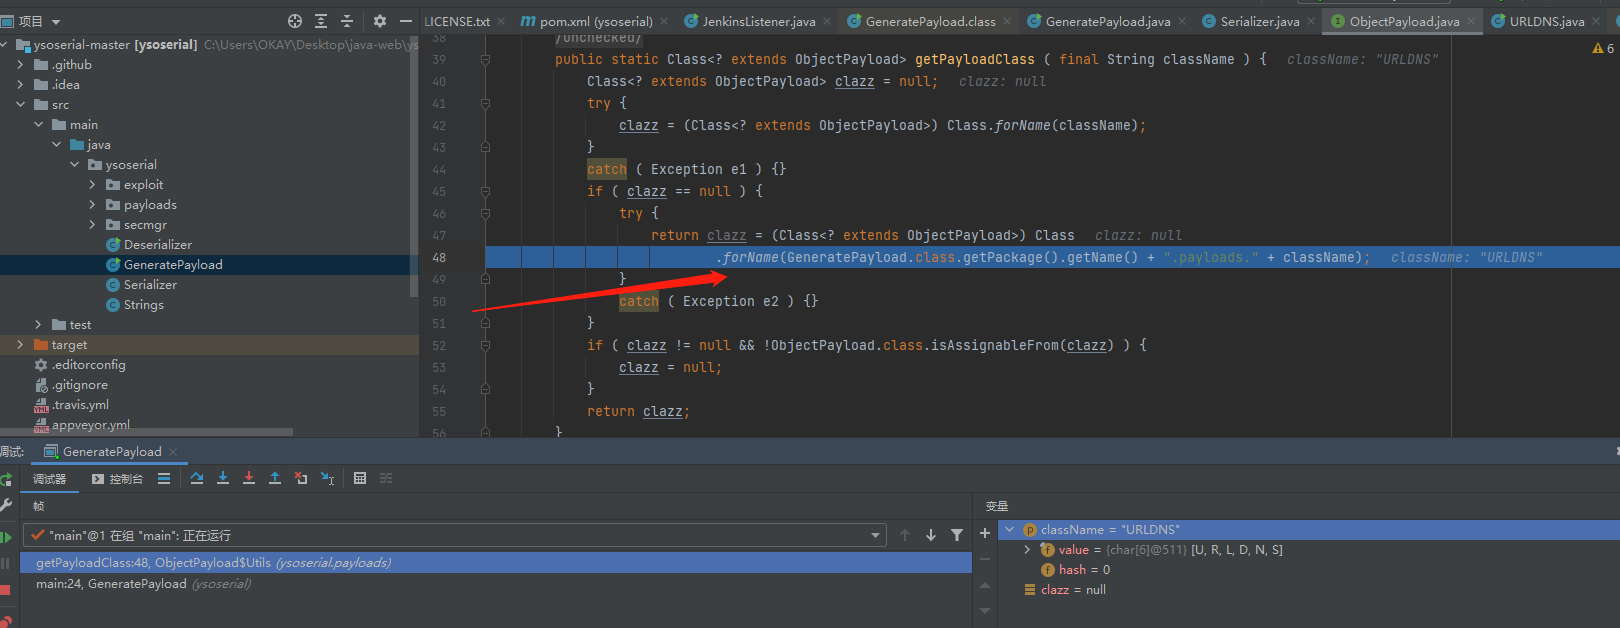 项目
LICENSE.txt
pom.xml (ysoserial)
JenkinsListener.java
GeneratePayload.class
GeneratePayload.java
Serializer.java
ObjectPayload.java
URLDNS.java
ysoserial-master [ysoserial] C:\Users\OKAY\Desktop\java-web\ys
.github
.idea
src
main
java
ysoserial
exploit
payloads
secmgr
Deserializer
GeneratePayload
Serializer
Strings
test
target
.editorconfig
.gitignore
.travis.yml
appveyor.yml
6
38 /unchecked/
39 public static Class<? extends ObjectPayload> getPayloadClass ( final String className ) { className: "URLDNS"
40 Class<? extends ObjectPayload> clazz = null; clazz: null
41 try {
42 clazz = (Class<? extends ObjectPayload>) Class.forName(className);
43 }
44 catch ( Exception e1 ) {}
45 if ( clazz == null ) {
46 try {
47 return clazz = (Class<? extends ObjectPayload>) Class clazz: null
48 .forName(GeneratePayload.class.getPackage().getName() + ".payloads." + className); className: "URLDNS"
49 }
50 catch ( Exception e2 ) {}
51 }
52 if ( clazz != null && !ObjectPayload.class.isAssignableFrom(clazz) ) {
53 clazz = null;
54 }
55 return clazz;
56 }
调试: GeneratePayload
调试器 控制台
帧
"main"@1 在组 "main": 正在运行
getPayloadClass:48, ObjectPayload$Utils (ysoserial.payloads)
main:24, GeneratePayload (ysoserial)
变量
className = "URLDNS"
value = {char[6]@511} [U, R, L, D, N, S]
hash = 0
clazz = null